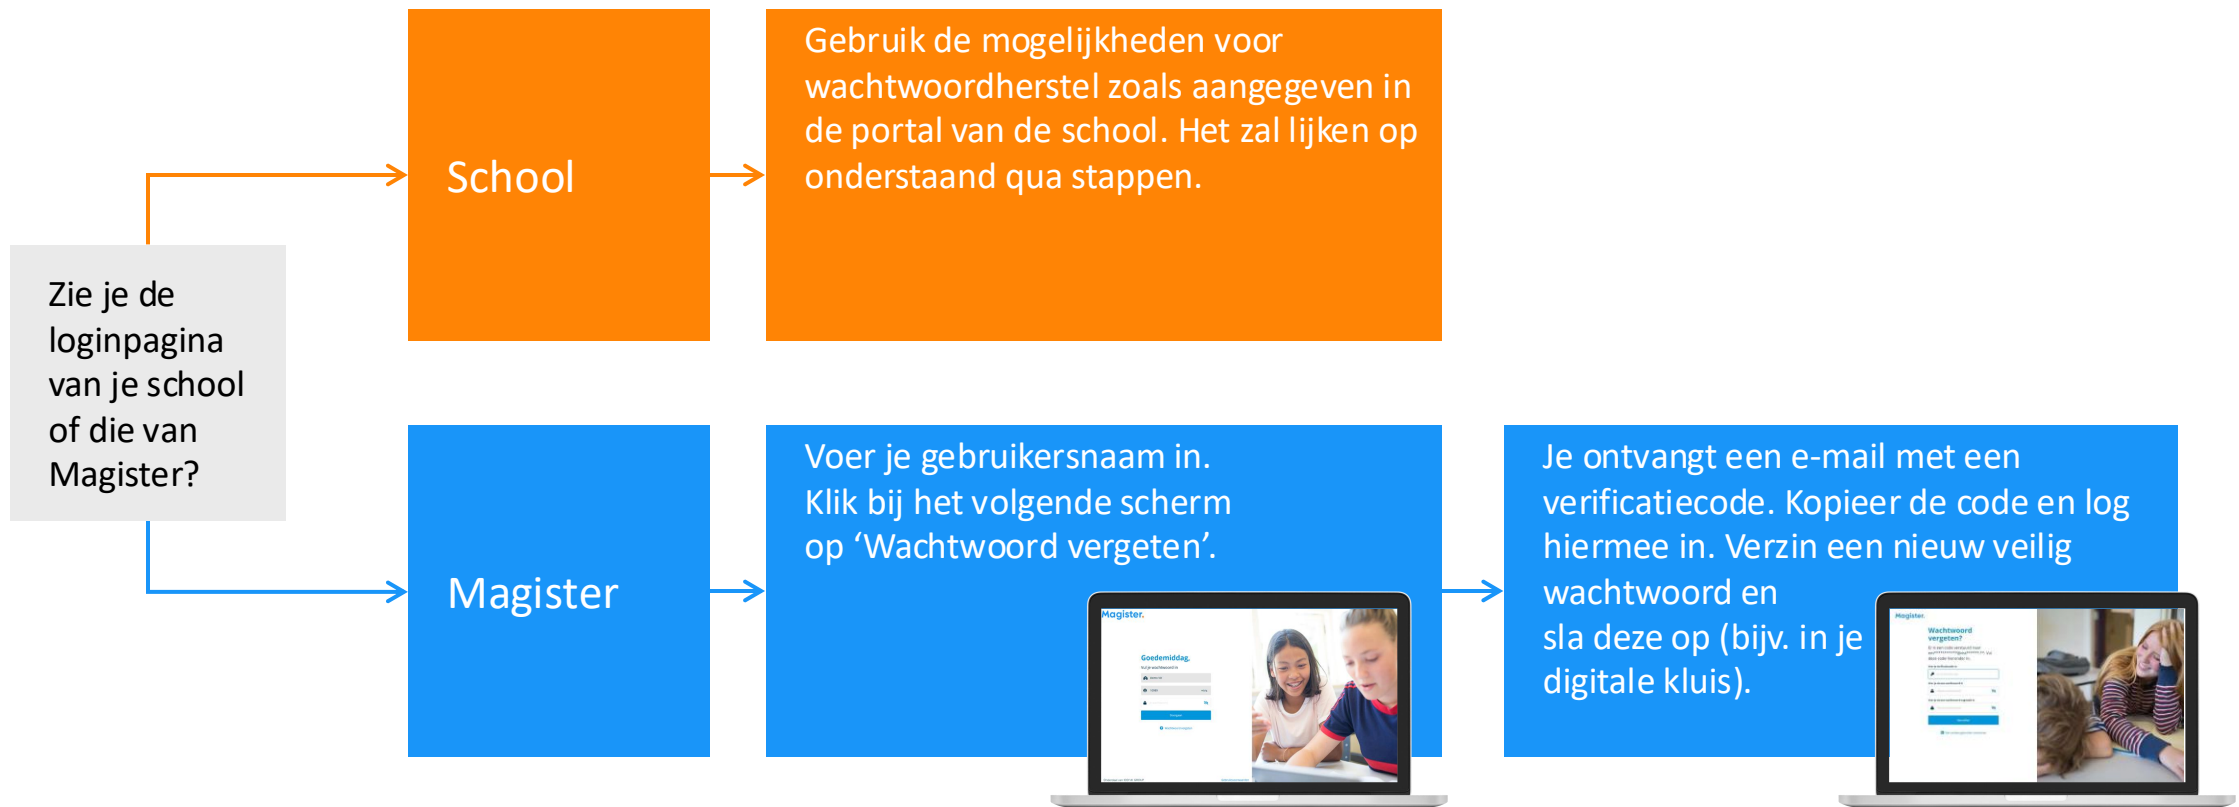 Zie je de
loginpagina
van je school
of die van
Magister?
School
Gebruik de mogelijkheden voor
wachtwoordherstel zoals aangegeven in
de portal van de school. Het zal lijken op
onderstaand qua stappen.
Magister
Voer je gebruikersnaam in.
Klik bij het volgende scherm
op ‘Wachtwoord vergeten’.
Magister.
Goedemiddag,
Je ontvangt een e-mail met een
verificatiecode. Kopieer de code en log
hiermee in. Verzin een nieuw veilig
wachtwoord en
sla deze op (bijv. in je
digitale kluis).
Magister.
Wachtwoord
vergeten?